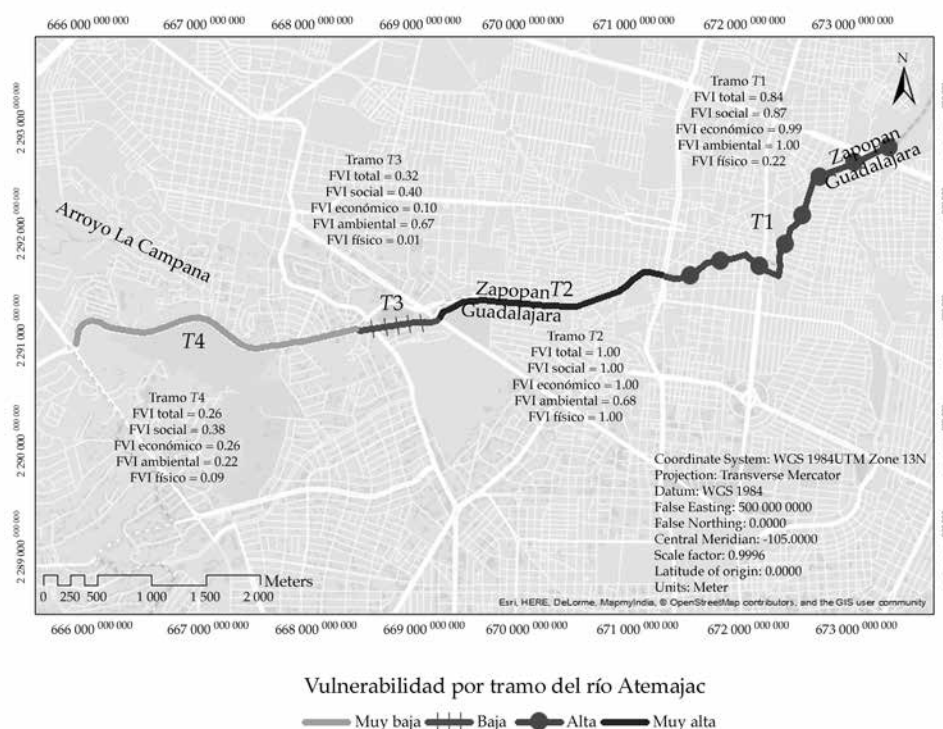 666 000 000 000 667 000 000 000 668 000 000 000 669 000 000 000 670 000 000 000 671 000 000 000 672 000 000 000 673 000 000 000
2 293 000 000 000
2 292 000 000 000
2 291 000 000 000
2 290 000 000 000
2 289 000 000 000
N
Tramo T1
FVI total = 0.84
FVI social = 0.87
FVI económico = 0.99
FVI ambiental = 1.00
FVI físico = 0.22
Zapopan
Guadalajara
T1
Tramo T3
FVI total = 0.32
FVI social = 0.40
FVI económico = 0.10
FVI ambiental = 0.67
FVI físico = 0.01
Arroyo La Campana
T3
Zapopan T2
Guadalajara
T4
Tramo T2
FVI total = 1.00
FVI social = 1.00
FVI económico = 1.00
FVI ambiental = 0.68
FVI físico = 1.00
Tramo T4
FVI total = 0.26
FVI social = 0.38
FVI económico = 0.26
FVI ambiental = 0.22
FVI físico = 0.09
Coordinate System: WGS 1984UTM Zone 13N
Projection: Transverse Mercator
Datum: WGS 1984
False Easting: 500 000 0000
False Northing: 0.0000
Central Meridian: -105.0000
Scale factor: 0.9996
Latitude of origin: 0.0000
Units: Meter
Meters
0 250 500 1 000 1 500 2 000
Esri, HERE, DeLorme, MapmyIndia, © OpenStreetMap contributors, and the GIS user community
666 000 000 000 667 000 000 000 668 000 000 000 669 000 000 000 670 000 000 000 671 000 000 000 672 000 000 000 673 000 000 000
Vulnerabilidad por tramo del río Atemajac
Muy baja Baja Alta Muy alta